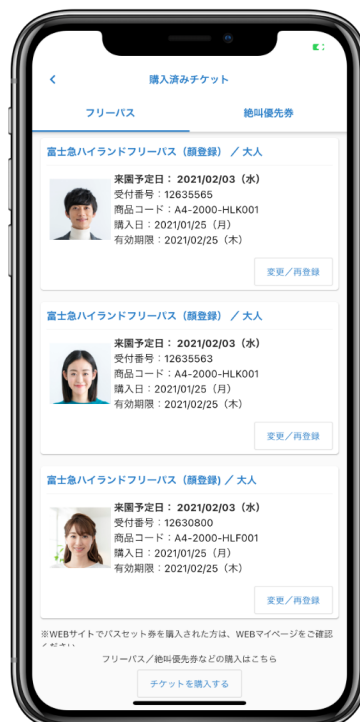 購入済みチケット
フリーパス
絶叫優先券
富士急ハイランドフリーパス（顔登録） ／ 大人
来園予定日： 2021/02/03（水）
受付番号：12635565
商品コード：A4-2000-HLK001
購入日：2021/01/25（月）
有効期限：2021/02/25（木）
変更／再登録
富士急ハイランドフリーパス（顔登録） ／ 大人
来園予定日： 2021/02/03（水）
受付番号：12635563
商品コード：A4-2000-HLK001
購入日：2021/01/25（月）
有効期限：2021/02/25（木）
変更／再登録
富士急ハイランドフリーパス（顔登録) ／ 大人
来園予定日： 2021/02/03（水）
受付番号：12630800
商品コード：A4-2000-HLF001
購入日：2021/01/25（月）
有効期限：2021/02/25（木）
変更／再登録
※WEBサイトでバスセット券を購入された方は、WEBマイページをご確認
フリーパス／絶叫優先券などの購入はこちら
チケットを購入する